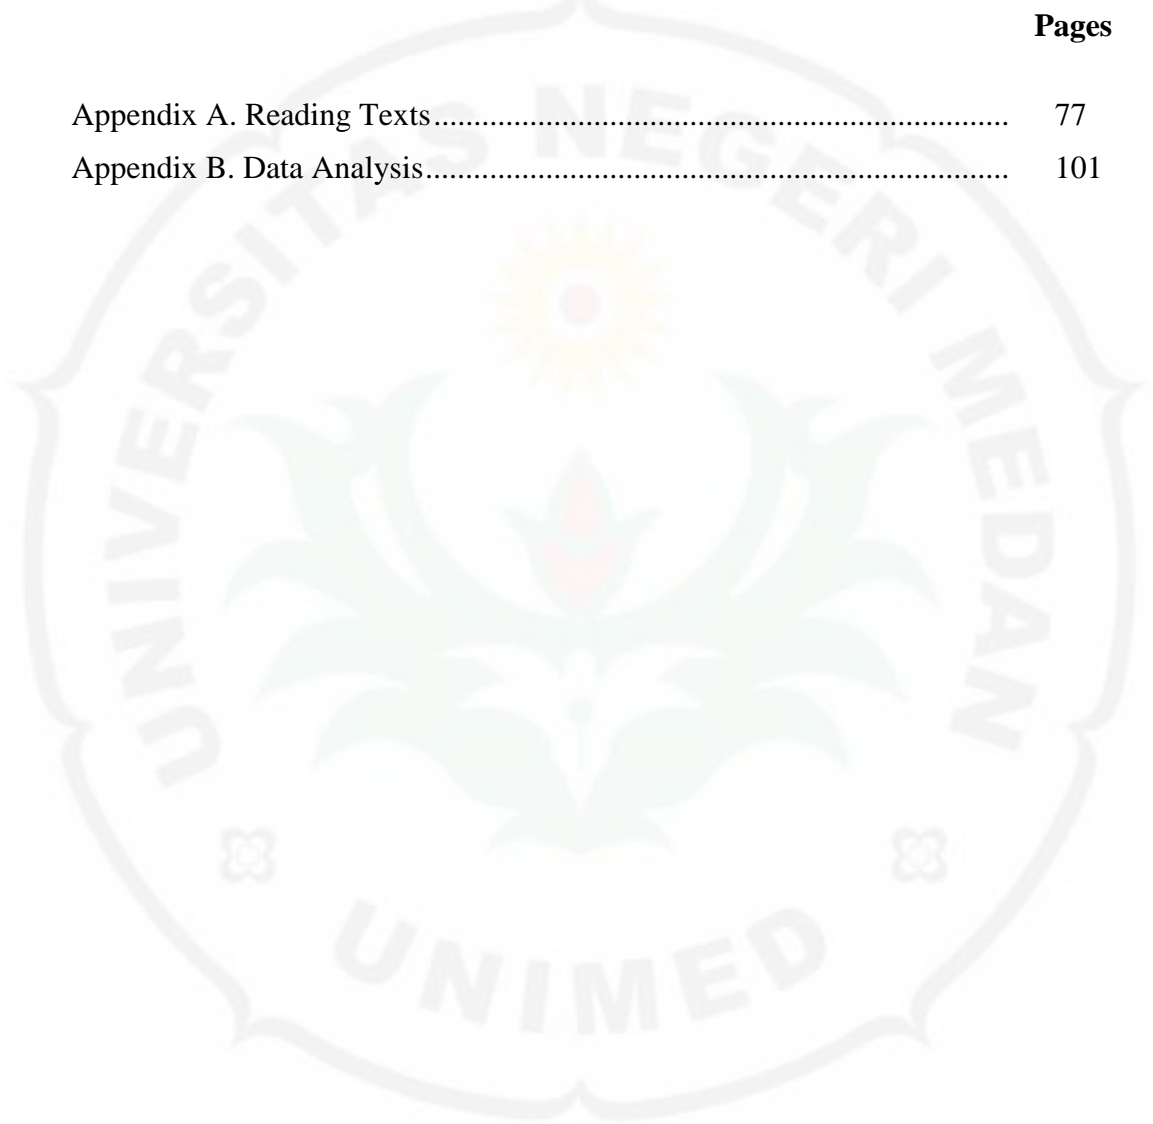 Pages
Appendix A. Reading Texts........................................................................ 77
Appendix B. Data Analysis......................................................................... 101
UNIVERSITAS NEGERI MEDAN
UNIMED